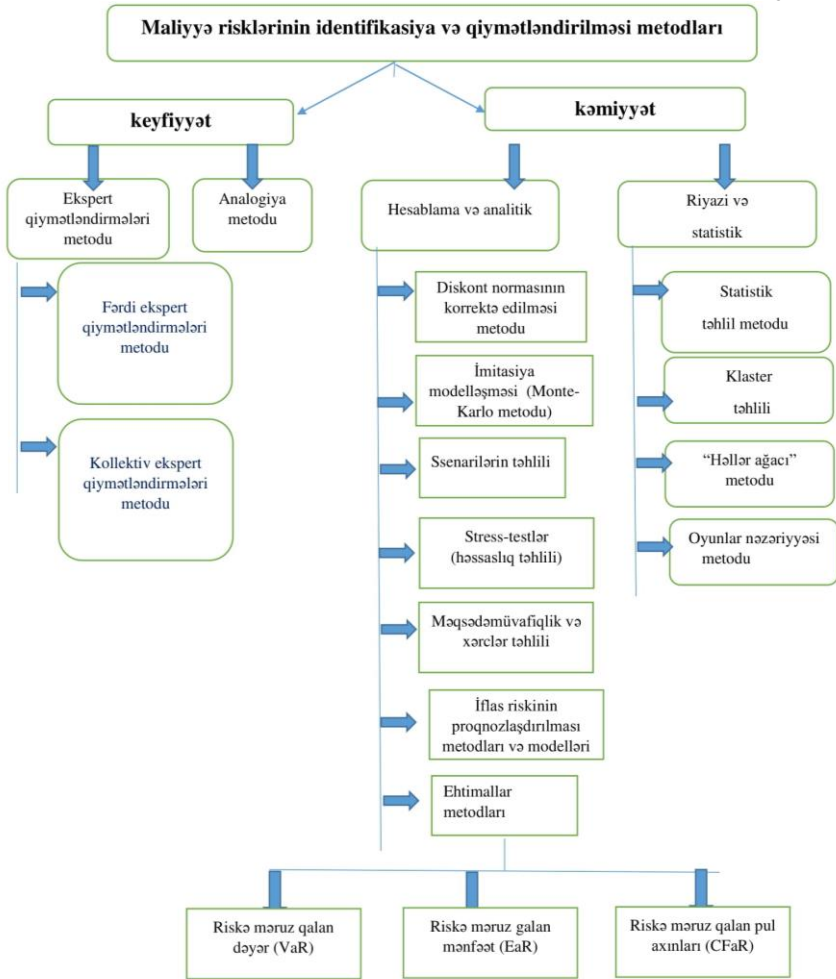 Maliyyə risklərinin identifikasiya və qiymətləndirilməsi metodları
keyfiyyət
kəmiyyət
Ekspert
qiymətləndirmələri
metodu
Analogiya
metodu
Hesablama və analitik
Riyazi və
statistik
Fərdi ekspert
qiymətləndirmələri
metodu
Kollektiv ekspert
qiymətləndirmələri
metodu
Diskont normasının
korrektə edilməsi
metodu
İmitasiya
modelləşməsi (Monte-
Karlo metodu)
Ssenarilərin təhlili
Stress-testlər
(həssaslıq təhlili)
Məqsədəmüvafiqlik və
xərclər təhlili
İflas riskinin
proqnozlaşdırılması
metodları və modelləri
Ehtimallar
metodları
Statistik
təhlil metodu
Klaster
təhlili
“Həllər ağacı”
metodu
Oyunlar nəzəriyyəsi
metodu
Riskə məruz qalan
dəyər (VaR)
Riskə məruz galan
mənfəət (EaR)
Riskə məruz qalan pul
axınları (CFaR)